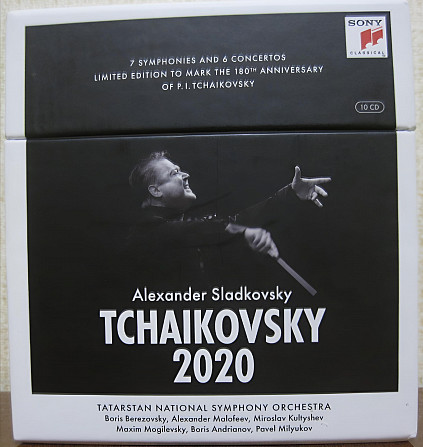 SONY
CLASSICAL
7 SYMPHONIES AND 6 CONCERTOS
LIMITED EDITION TO MARK THE 180TH ANNIVERSARY
OF P.I.TCHAIKOVSKY
10 CD
Alexander Sladkovsky
TCHAIKOVSKY
2020
TATARSTAN NATIONAL SYMPHONY ORCHESTRA
Boris Berezovsky, Alexander Malofeev, Miroslav Kultyshev
Maxim Mogilevsky, Boris Andrianov, Pavel Milyukov